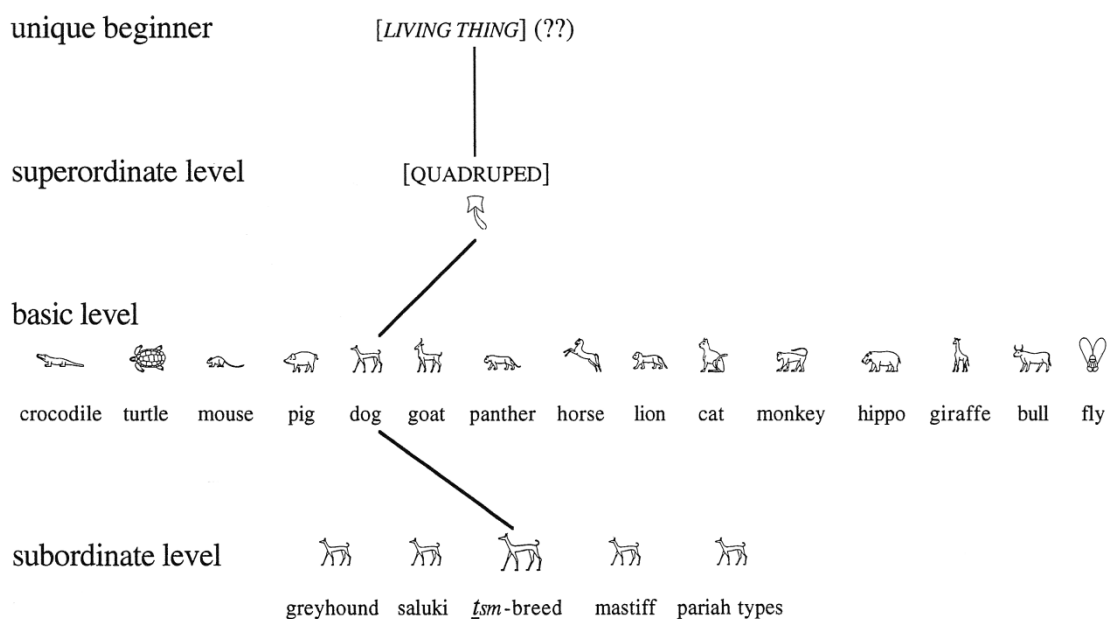 unique beginner [LIVING THING] (??)
superordinate level [QUADRUPED]
basic level
crocodile turtle mouse pig dog goat panther horse lion cat monkey hippo giraffe bull fly
subordinate level
greyhound saluki ṯsm-breed mastiff pariah types